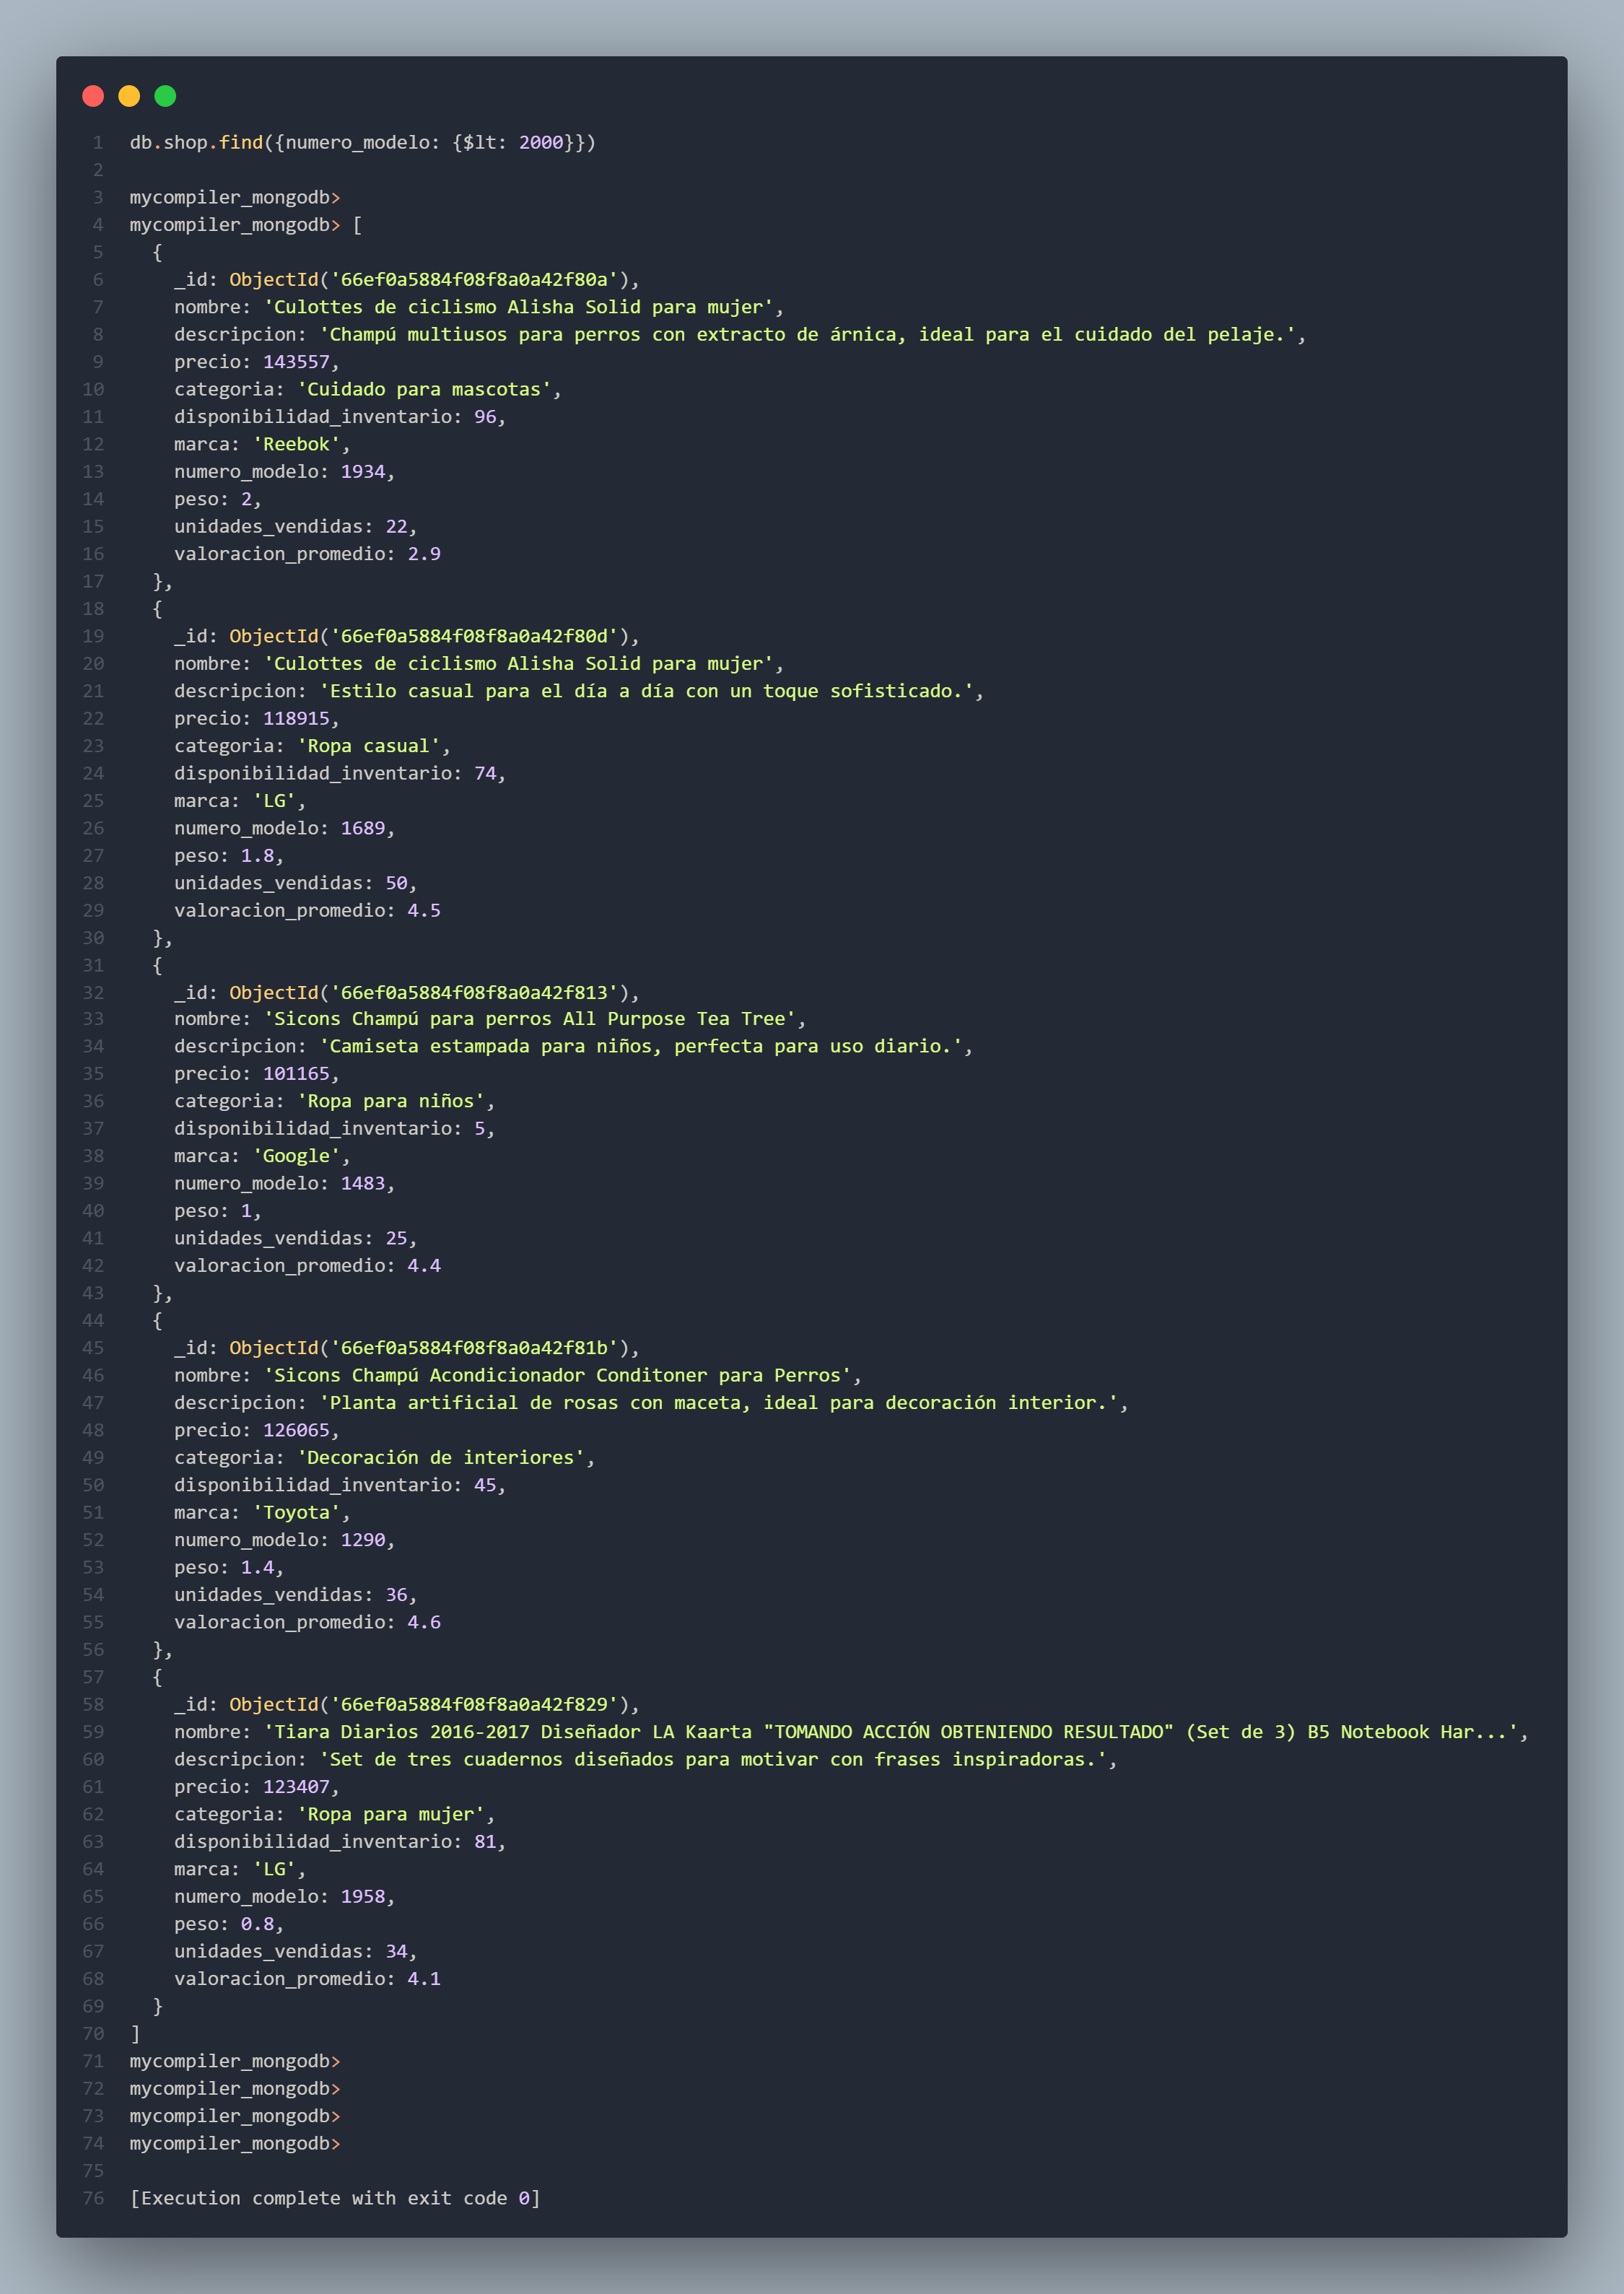 1 db.shop.find({numero_modelo: {$lt: 2000}})
2
3 mycompiler_mongodb>
4 mycompiler_mongodb> [
5   {
6     _id: ObjectId('66ef0a5884f08f8a0a42f80a'),
7     nombre: 'Culottes de ciclismo Alisha Solid para mujer',
8     descripcion: 'Champú multiusos para perros con extracto de árnica, ideal para el cuidado del pelaje.',
9     precio: 143557,
10     categoria: 'Cuidado para mascotas',
11     disponibilidad_inventario: 96,
12     marca: 'Reebok',
13     numero_modelo: 1934,
14     peso: 2,
15     unidades_vendidas: 22,
16     valoracion_promedio: 2.9
17   },
18   {
19     _id: ObjectId('66ef0a5884f08f8a0a42f80d'),
20     nombre: 'Culottes de ciclismo Alisha Solid para mujer',
21     descripcion: 'Estilo casual para el día a día con un toque sofisticado.',
22     precio: 118915,
23     categoria: 'Ropa casual',
24     disponibilidad_inventario: 74,
25     marca: 'LG',
26     numero_modelo: 1689,
27     peso: 1.8,
28     unidades_vendidas: 50,
29     valoracion_promedio: 4.5
30   },
31   {
32     _id: ObjectId('66ef0a5884f08f8a0a42f813'),
33     nombre: 'Sicons Champú para perros All Purpose Tea Tree',
34     descripcion: 'Camiseta estampada para niños, perfecta para uso diario.',
35     precio: 101165,
36     categoria: 'Ropa para niños',
37     disponibilidad_inventario: 5,
38     marca: 'Google',
39     numero_modelo: 1483,
40     peso: 1,
41     unidades_vendidas: 25,
42     valoracion_promedio: 4.4
43   },
44   {
45     _id: ObjectId('66ef0a5884f08f8a0a42f81b'),
46     nombre: 'Sicons Champú Acondicionador Conditoner para Perros',
47     descripcion: 'Planta artificial de rosas con maceta, ideal para decoración interior.',
48     precio: 126065,
49     categoria: 'Decoración de interiores',
50     disponibilidad_inventario: 45,
51     marca: 'Toyota',
52     numero_modelo: 1290,
53     peso: 1.4,
54     unidades_vendidas: 36,
55     valoracion_promedio: 4.6
56   },
57   {
58     _id: ObjectId('66ef0a5884f08f8a0a42f829'),
59     nombre: 'Tiara Diarios 2016-2017 Diseñador LA Kaarta "TOMANDO ACCIÓN OBTENIENDO RESULTADO" (Set de 3) B5 Notebook Har...',
60     descripcion: 'Set de tres cuadernos diseñados para motivar con frases inspiradoras.',
61     precio: 123407,
62     categoria: 'Ropa para mujer',
63     disponibilidad_inventario: 81,
64     marca: 'LG',
65     numero_modelo: 1958,
66     peso: 0.8,
67     unidades_vendidas: 34,
68     valoracion_promedio: 4.1
69   }
70 ]
71 mycompiler_mongodb>
72 mycompiler_mongodb>
73 mycompiler_mongodb>
74 mycompiler_mongodb>
75
76 [Execution complete with exit code 0]